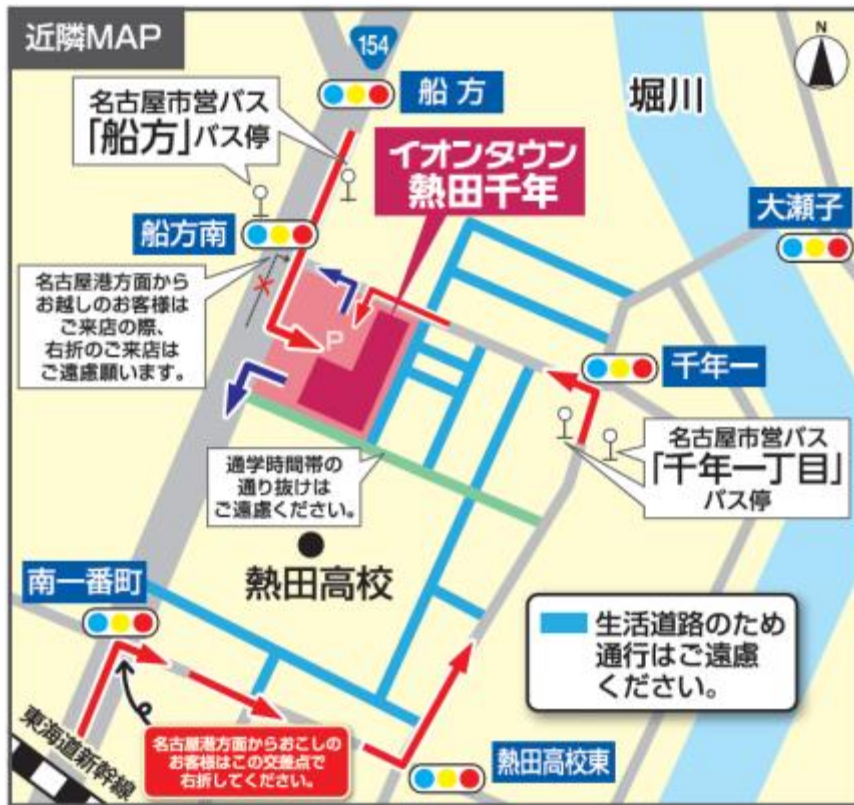 近隣MAP
154
N
船方
堀川
名古屋市営バス
「船方」バス停
イオンタウン
熱田千年
大瀬子
船方南
名古屋港方面から
お越しのお客様は
ご来店の際、
右折のご来店は
ご遠慮願います。
P
千年一
名古屋市営バス
「千年一丁目」
バス停
通学時間帯の
通り抜けは
ご遠慮ください。
熱田高校
南一番町
生活道路のため
通行はご遠慮
ください。
東海道新幹線
名古屋港方面からおこしの
お客様はこの交差点で
右折してください。
熱田高校東